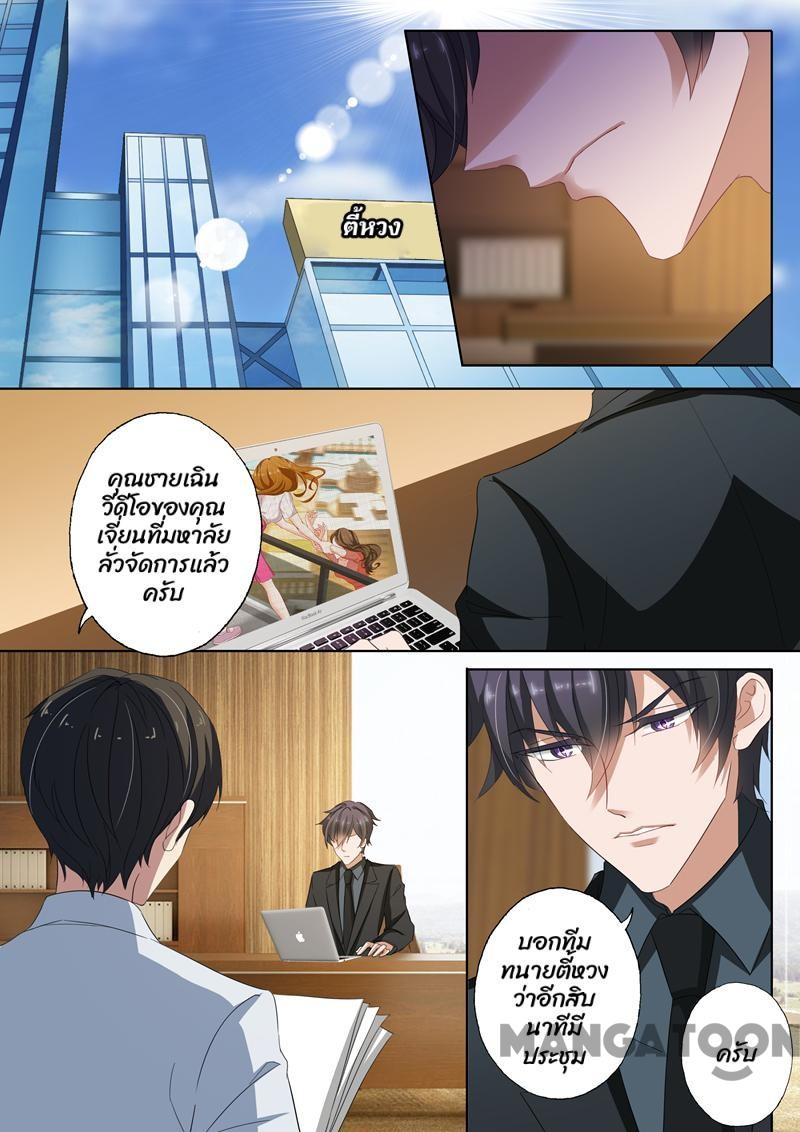 ตี้หวง
คุณชายเฉิน
วีดีโอของคุณ
เจี่ยนที่มหาลัย
ลั่วจัดการแล้ว
ครับ
MacBook Air
บอกทีม
ทนายตี้หวง
ว่าอีกสิบ
นาทีมี
ประชุม
ครับ
MANGATOON